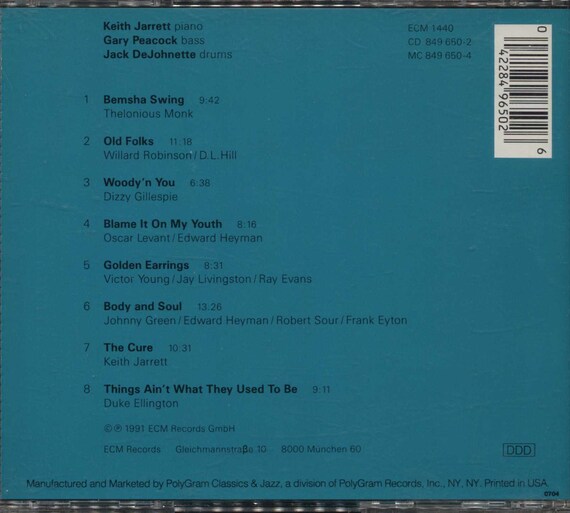 Keith Jarrett piano
Gary Peacock bass
Jack DeJohnette drums
ECM 1440
CD 849 650-2
MC 849 650-4
0 42284 96502 6
1 Bemsha Swing 9:42
Thelonious Monk
2 Old Folks 11:18
Willard Robinson / D.L. Hill
3 Woody'n You 6:38
Dizzy Gillespie
4 Blame It On My Youth 8:16
Oscar Levant / Edward Heyman
5 Golden Earrings 8:31
Victor Young / Jay Livingston / Ray Evans
6 Body and Soul 13:26
Johnny Green / Edward Heyman / Robert Sour / Frank Eyton
7 The Cure 10:31
Keith Jarrett
8 Things Ain't What They Used To Be 9:11
Duke Ellington
© ℗ 1991 ECM Records GmbH
ECM Records Gleichmannstraße 10 8000 München 60
DDD
Manufactured and Marketed by PolyGram Classics & Jazz, a division of PolyGram Records, Inc., NY, NY. Printed in USA.